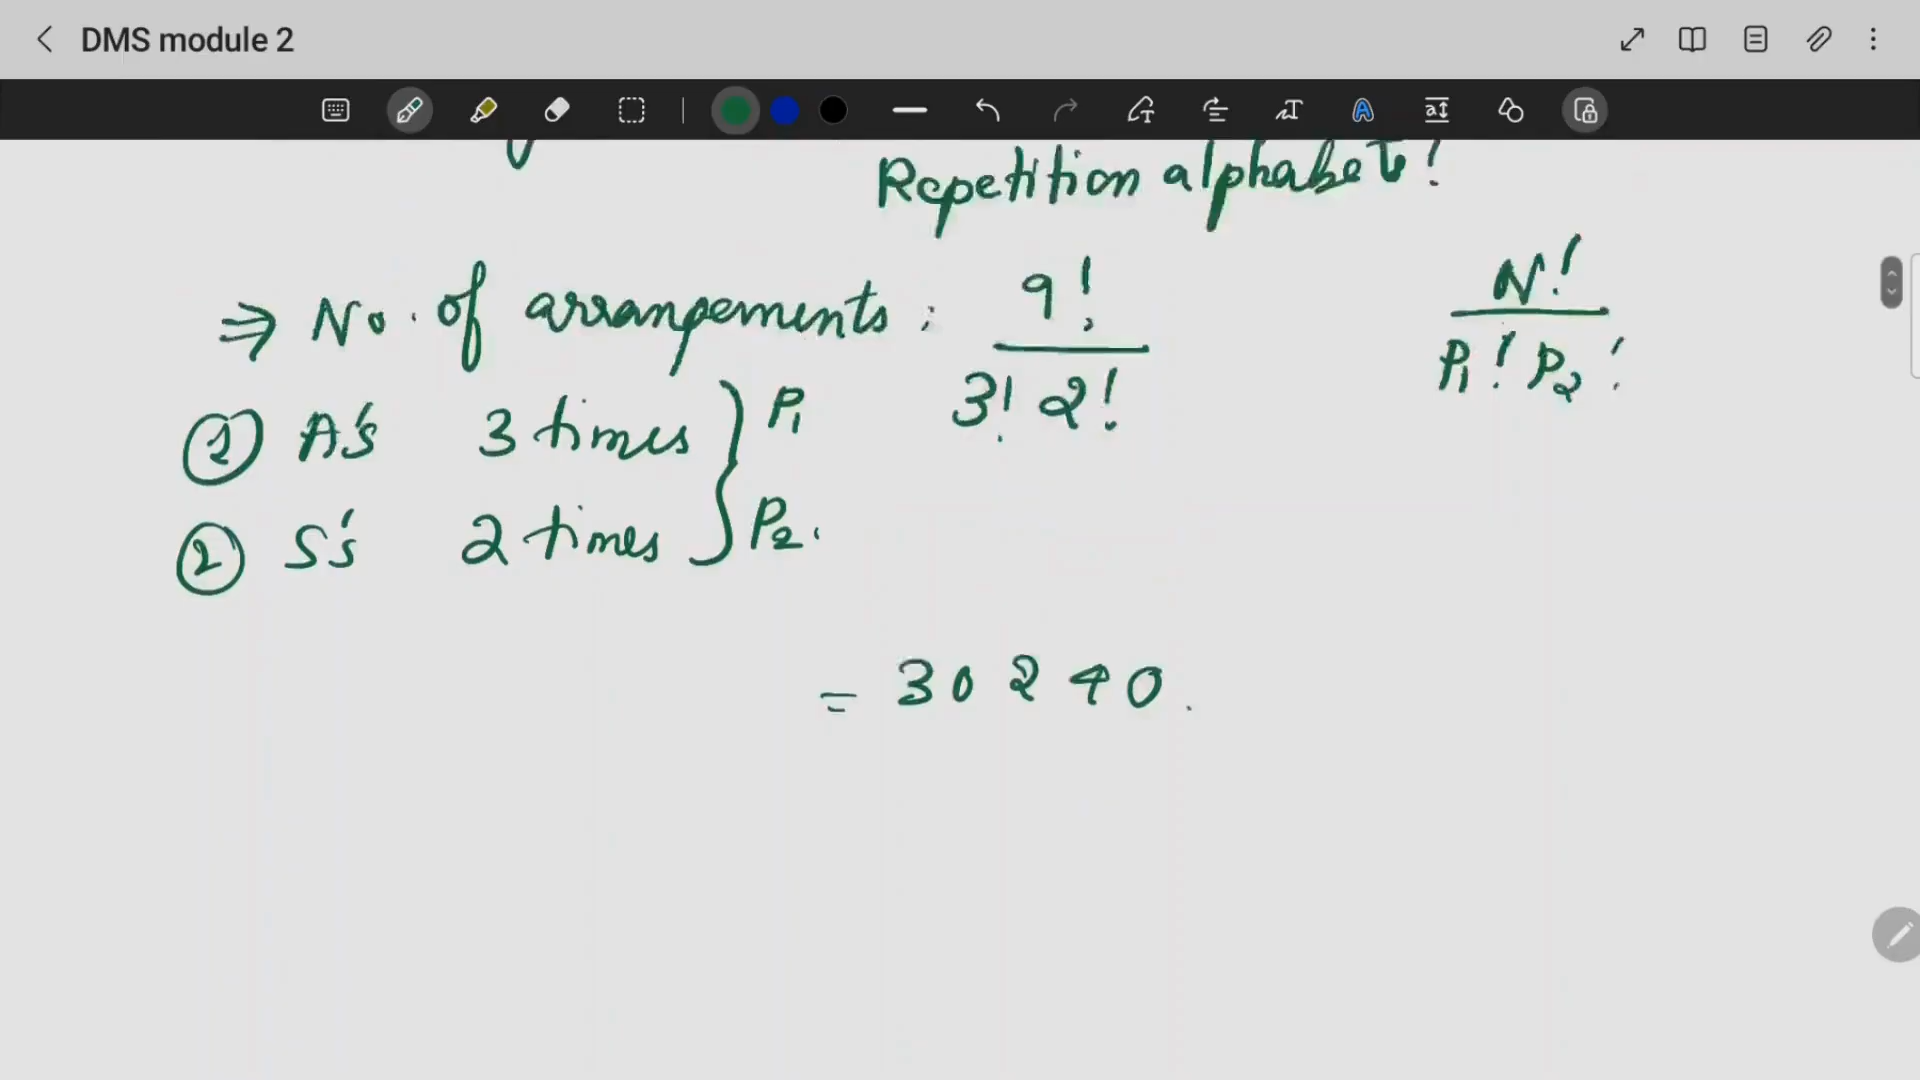 DMS module 2
Repetition alphabet!
⇒ No. of arrangements : 9! / 3! 2!
N! / P1! P2!
① A's 3 times } P1
② S's 2 times } P2.
= 30240.